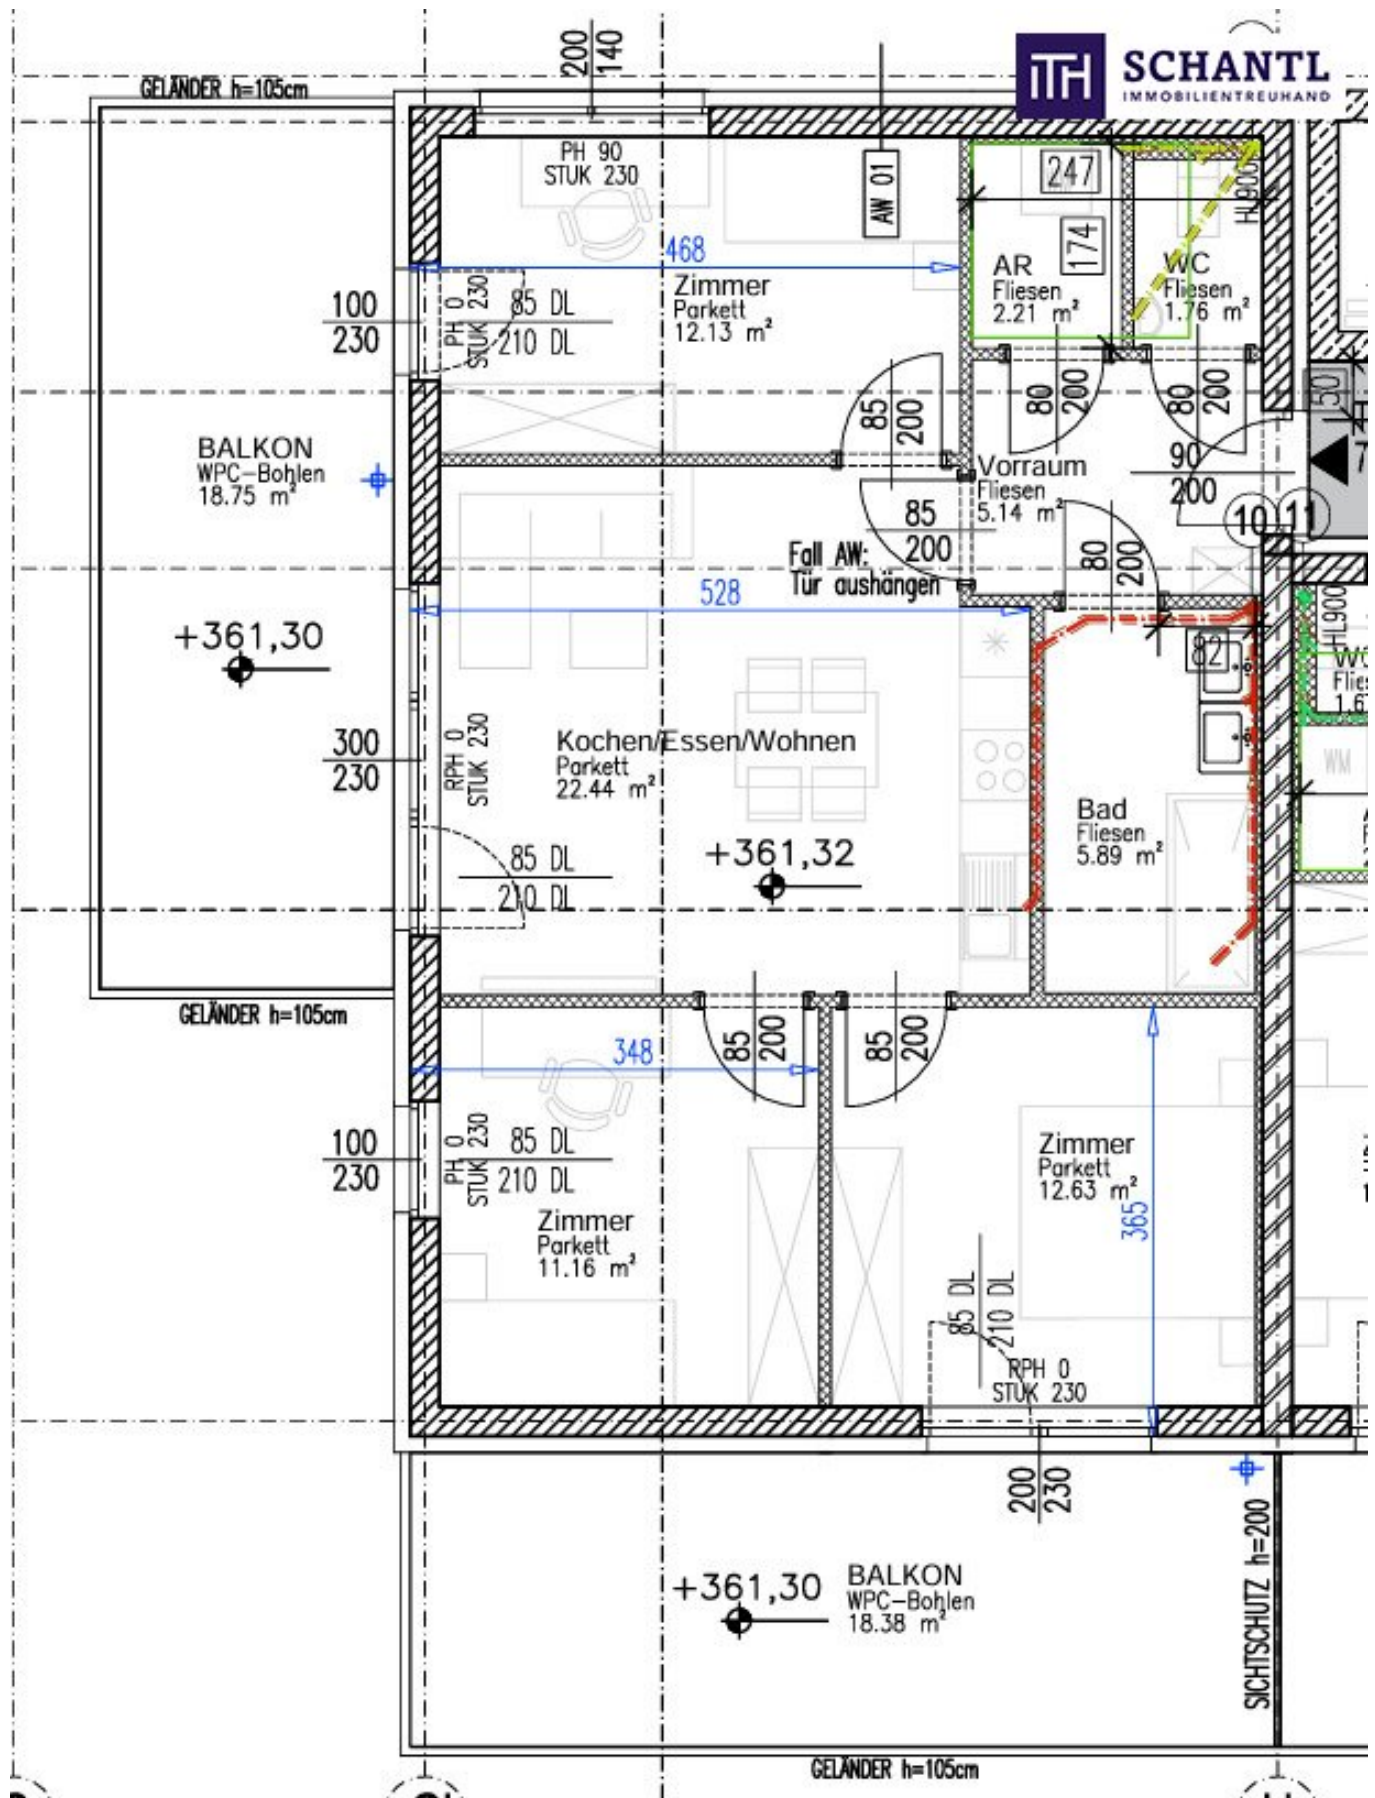 SCHANTL
IMMOBILIENTREUHAND
200
140
GELÄNDER h=105cm
PH 90
STUK 230
AW 01
247
174
HL900
468
Zimmer
Parkett
12.13 m²
AR
Fliesen
2.21 m²
WC
Fliesen
1.76 m²
100
230
PH 0
STUK 230
85 DL
210 DL
85
200
80
200
80
200
50
BALKON
WPC-Bohlen
18.75 m²
Vorraum
Fliesen
5.14 m²
90
200
10
11
7
85
200
Fall AW:
Tür aushängen
80
200
528
+361,30
82
HL900
300
230
RPH 0
STUK 230
Kochen/Essen/Wohnen
Parkett
22.44 m²
WM
85 DL
210 DL
+361,32
Bad
Fliesen
5.89 m²
GELÄNDER h=105cm
348
85
200
85
200
100
230
PH 0
STUK 230
85 DL
210 DL
Zimmer
Parkett
11.16 m²
Zimmer
Parkett
12.63 m²
365
85 DL
210 DL
RPH 0
STUK 230
200
230
SICHTSCHUTZ h=200
+361,30
BALKON
WPC-Bohlen
18.38 m²
GELÄNDER h=105cm